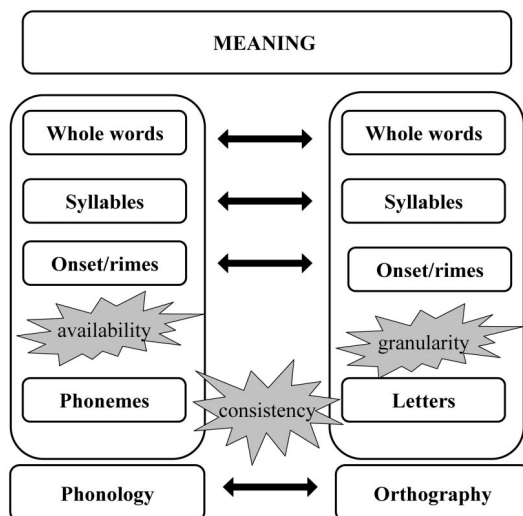 MEANING
Whole words
Whole words
Syllables
Syllables
Onset/rimes
Onset/rimes
availability
granularity
Phonemes
consistency
Letters
Phonology
Orthography